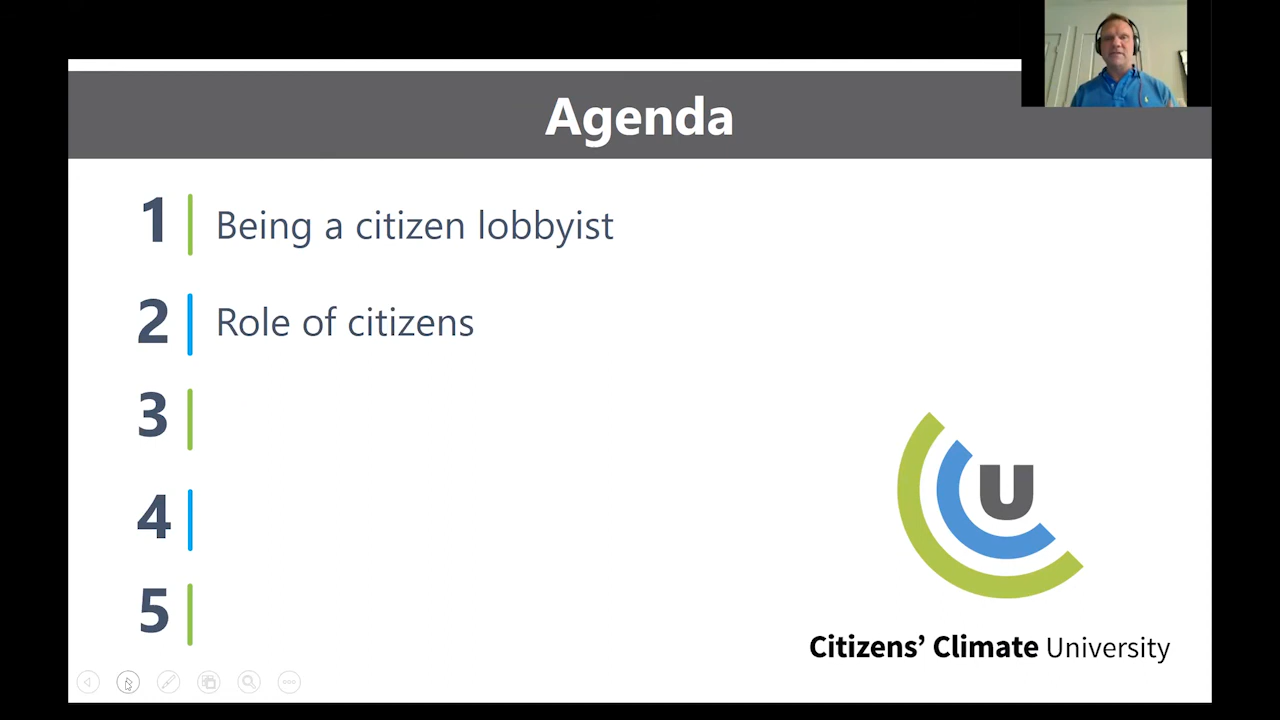 Agenda
1 Being a citizen lobbyist
2 Role of citizens
3
4
5
U
Citizens’ Climate University